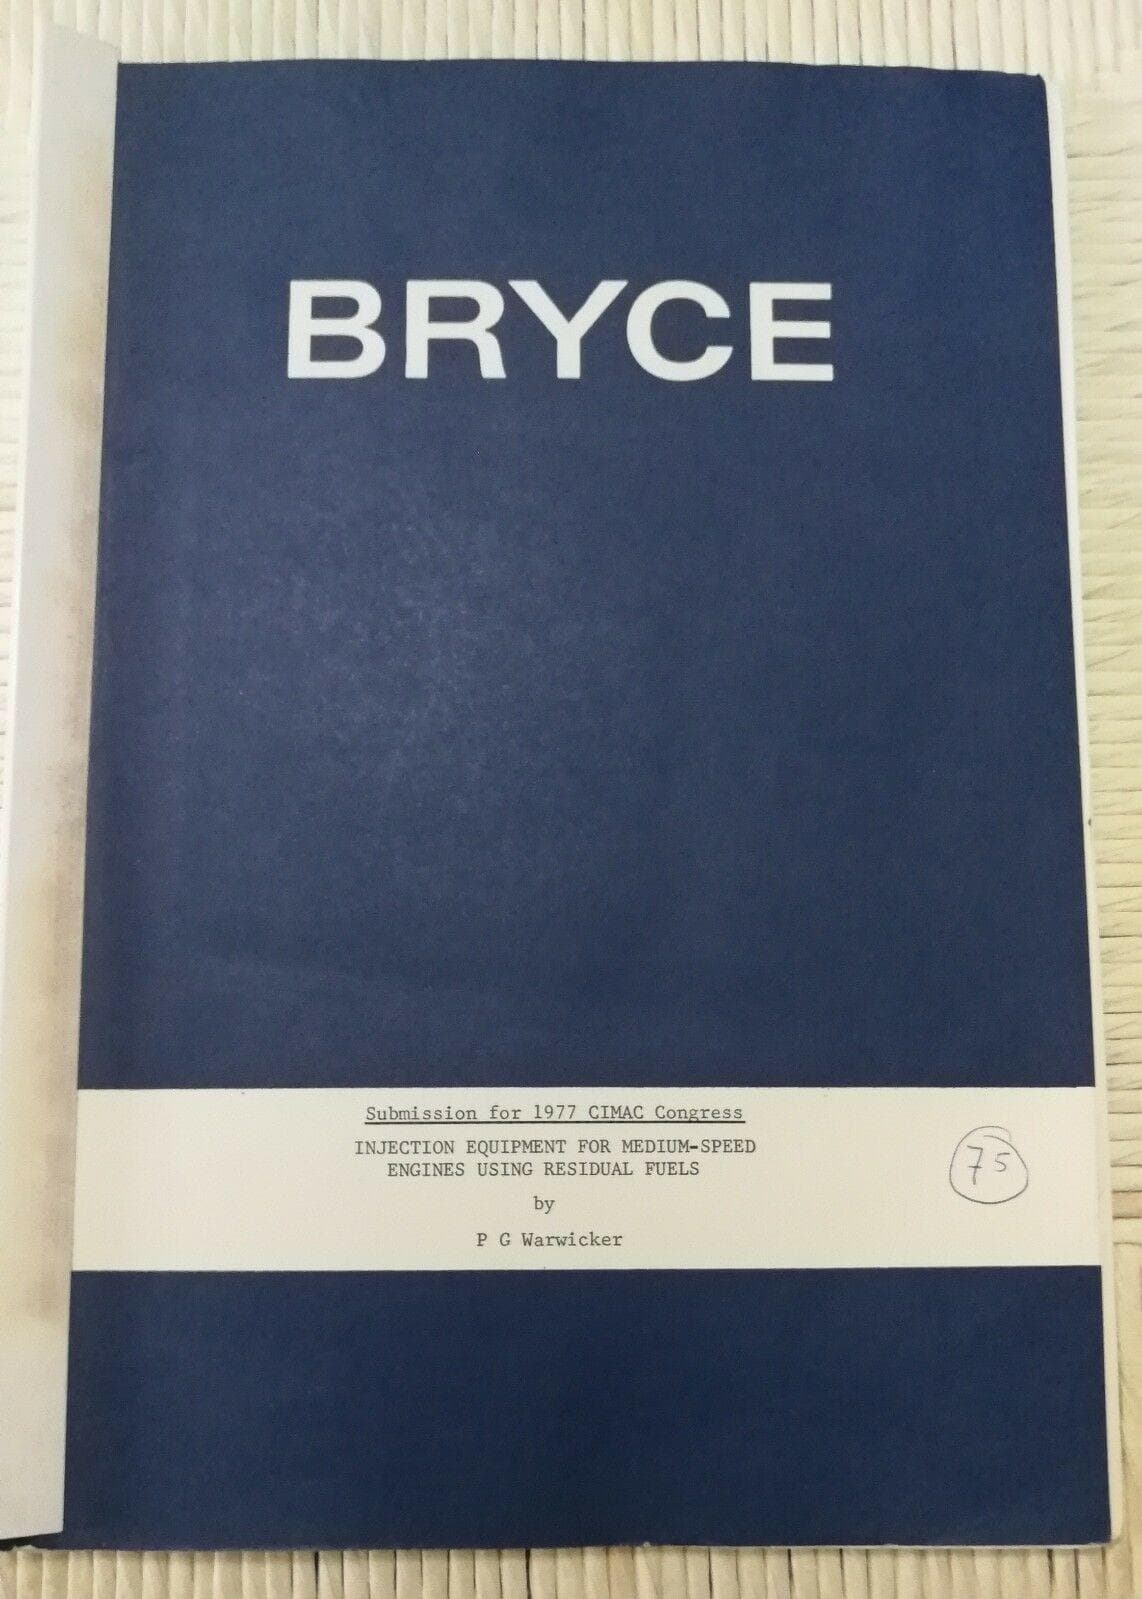 BRYCE
Submission for 1977 CIMAC Congress
INJECTION EQUIPMENT FOR MEDIUM-SPEED
ENGINES USING RESIDUAL FUELS
by
P G Warwicker
75